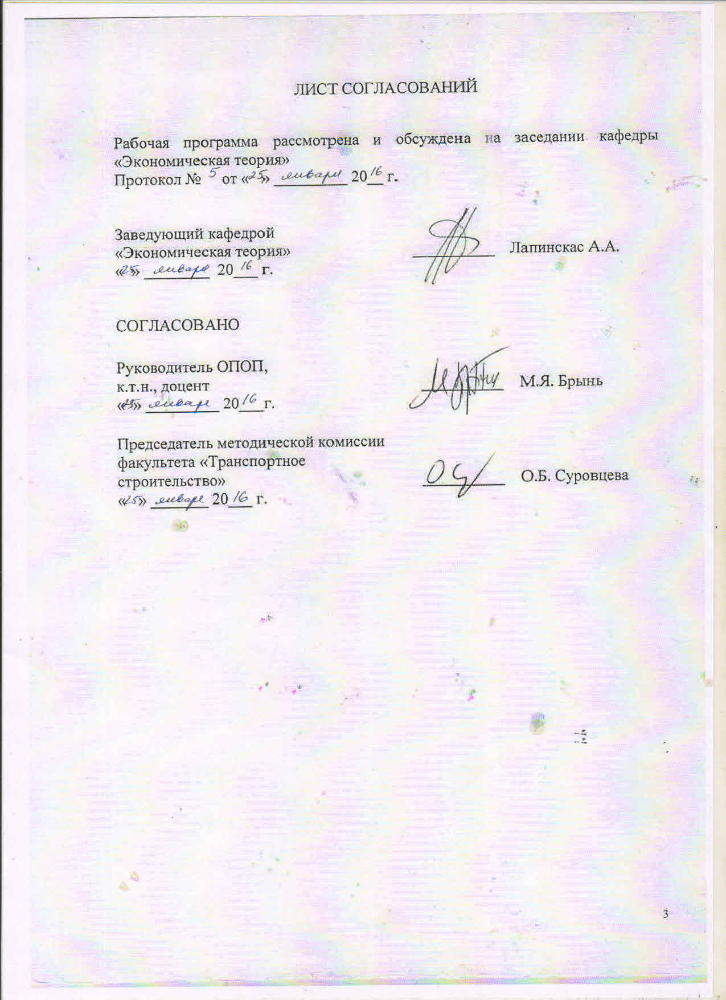 ЛИСТ СОГЛАСОВАНИЙ
Рабочая программа рассмотрена и обсуждена на заседании кафедры
«Экономическая теория»
Протокол № 5 от «25» января 2016 г.
Заведующий кафедрой
«Экономическая теория»
«25» января 2016 г.
Лапинскас А.А.
СОГЛАСОВАНО
Руководитель ОПОП,
к.т.н., доцент
«25» января 2016 г.
М.Я. Брынь
Председатель методической комиссии
факультета «Транспортное
строительство»
«25» января 2016 г.
О.Б. Суровцева
3